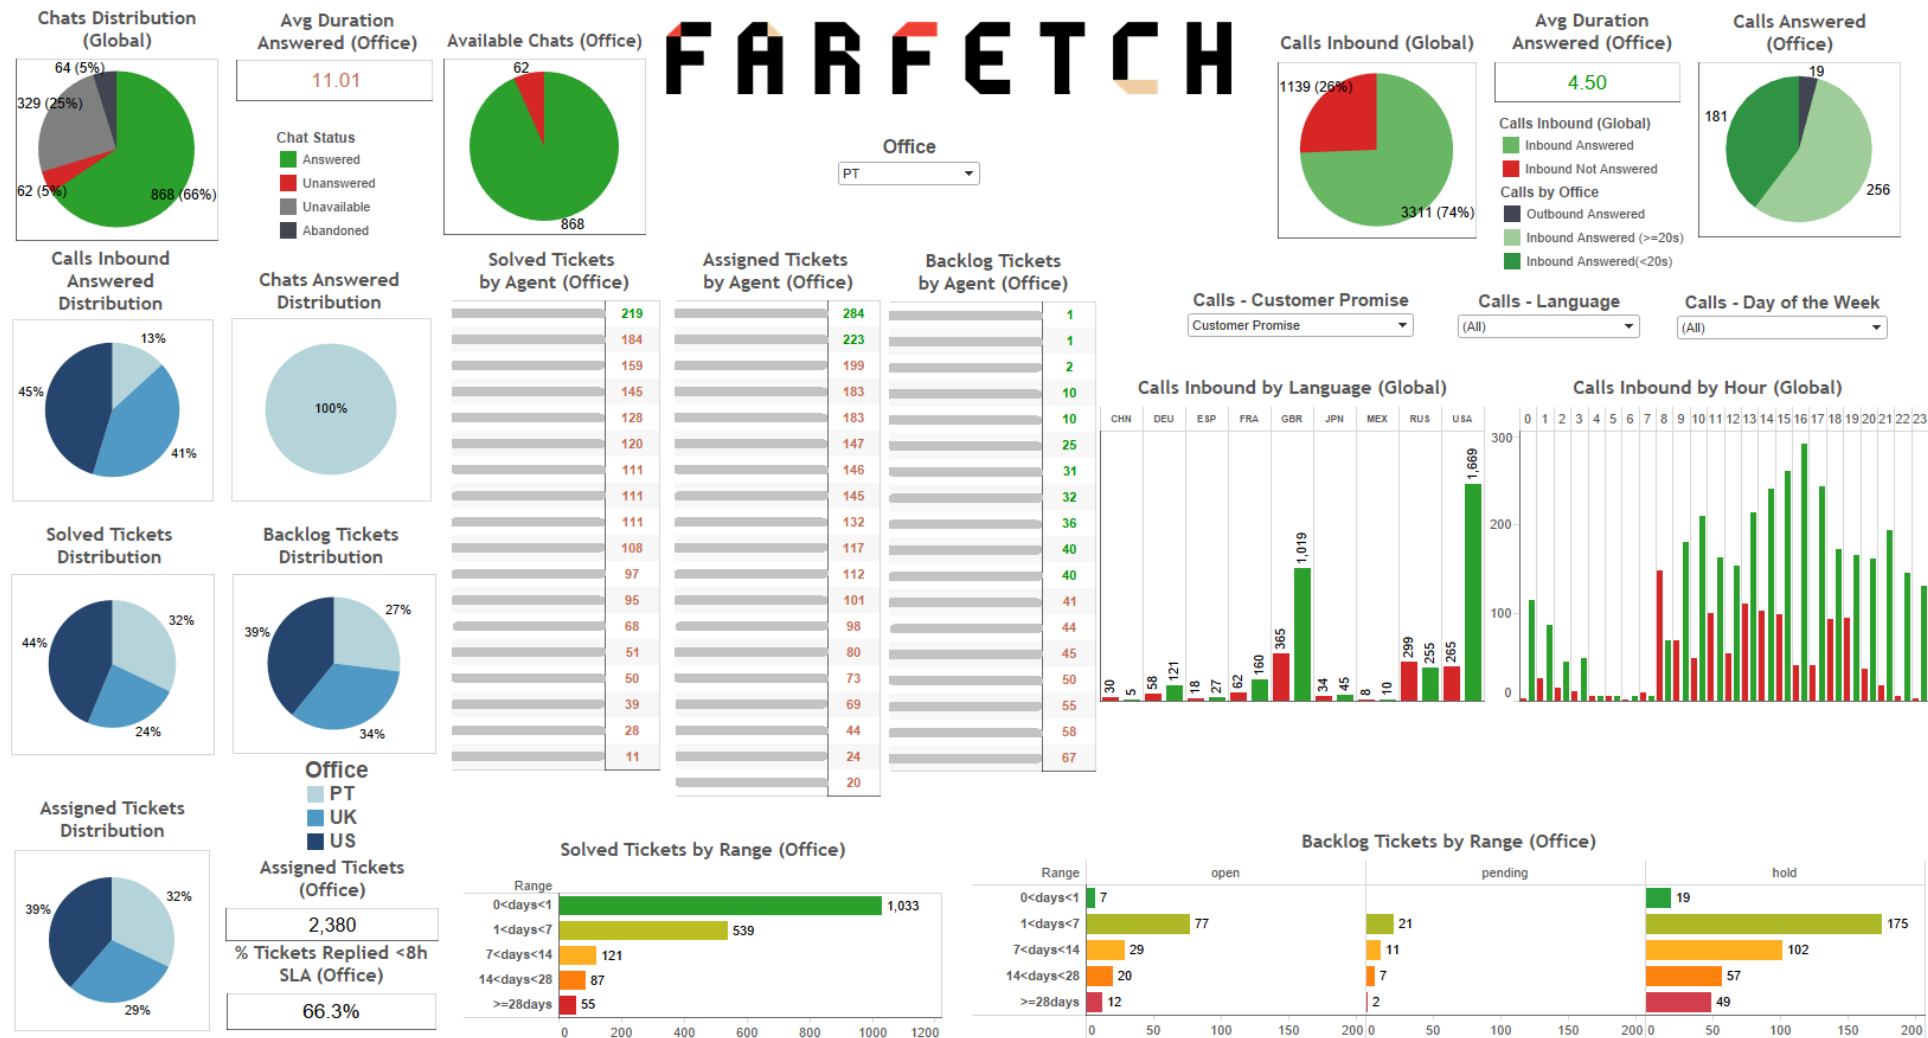 Chats Distribution
(Global)
64 (5%)
329 (25%)
62 (5%)
868 (66%)
Avg Duration
Answered (Office)
11.01
Chat Status
Answered
Unanswered
Unavailable
Abandoned
Available Chats (Office)
62
868
FARFETCH
Office
PT
Calls Inbound (Global)
1139 (26%)
3311 (74%)
Avg Duration
Answered (Office)
4.50
Calls Inbound (Global)
Inbound Answered
Inbound Not Answered
Calls by Office
Outbound Answered
Inbound Answered (>=20s)
Inbound Answered(<20s)
Calls Answered
(Office)
19
181
256
Calls Inbound
Answered
Distribution
13%
45%
41%
Chats Answered
Distribution
100%
Solved Tickets
Distribution
32%
44%
24%
Backlog Tickets
Distribution
27%
39%
34%
Office
PT
UK
US
Assigned Tickets
Distribution
32%
39%
29%
Assigned Tickets
(Office)
2,380
% Tickets Replied <8h
SLA (Office)
66.3%
Solved Tickets
by Agent (Office)
219
184
159
145
128
120
111
111
111
108
97
95
68
51
50
39
28
11
Assigned Tickets
by Agent (Office)
284
223
199
183
183
147
146
145
132
117
112
101
98
80
73
69
44
24
20
Backlog Tickets
by Agent (Office)
1
1
2
10
10
25
31
32
36
40
40
41
44
45
50
55
58
67
Calls - Customer Promise
Customer Promise
Calls - Language
(All)
Calls - Day of the Week
(All)
Calls Inbound by Language (Global)
CHN DEU ESP FRA GBR JPN MEX RUS USA
30 5 58 121 18 27 62 160 365 1,019 34 45 8 10 299 255 265 1,669
Calls Inbound by Hour (Global)
0 1 2 3 4 5 6 7 8 9 10 11 12 13 14 15 16 17 18 19 20 21 22 23
300
200
100
0
Solved Tickets by Range (Office)
Range
0<days<1 1,033
1<days<7 539
7<days<14 121
14<days<28 87
>=28days 55
0 200 400 600 800 1000 1200
Backlog Tickets by Range (Office)
Range open pending hold
0<days<1 7 19
1<days<7 77 21 175
7<days<14 29 11 102
14<days<28 20 7 57
>=28days 12 2 49
0 50 100 150 200 0 50 100 150 200 0 50 100 150 200